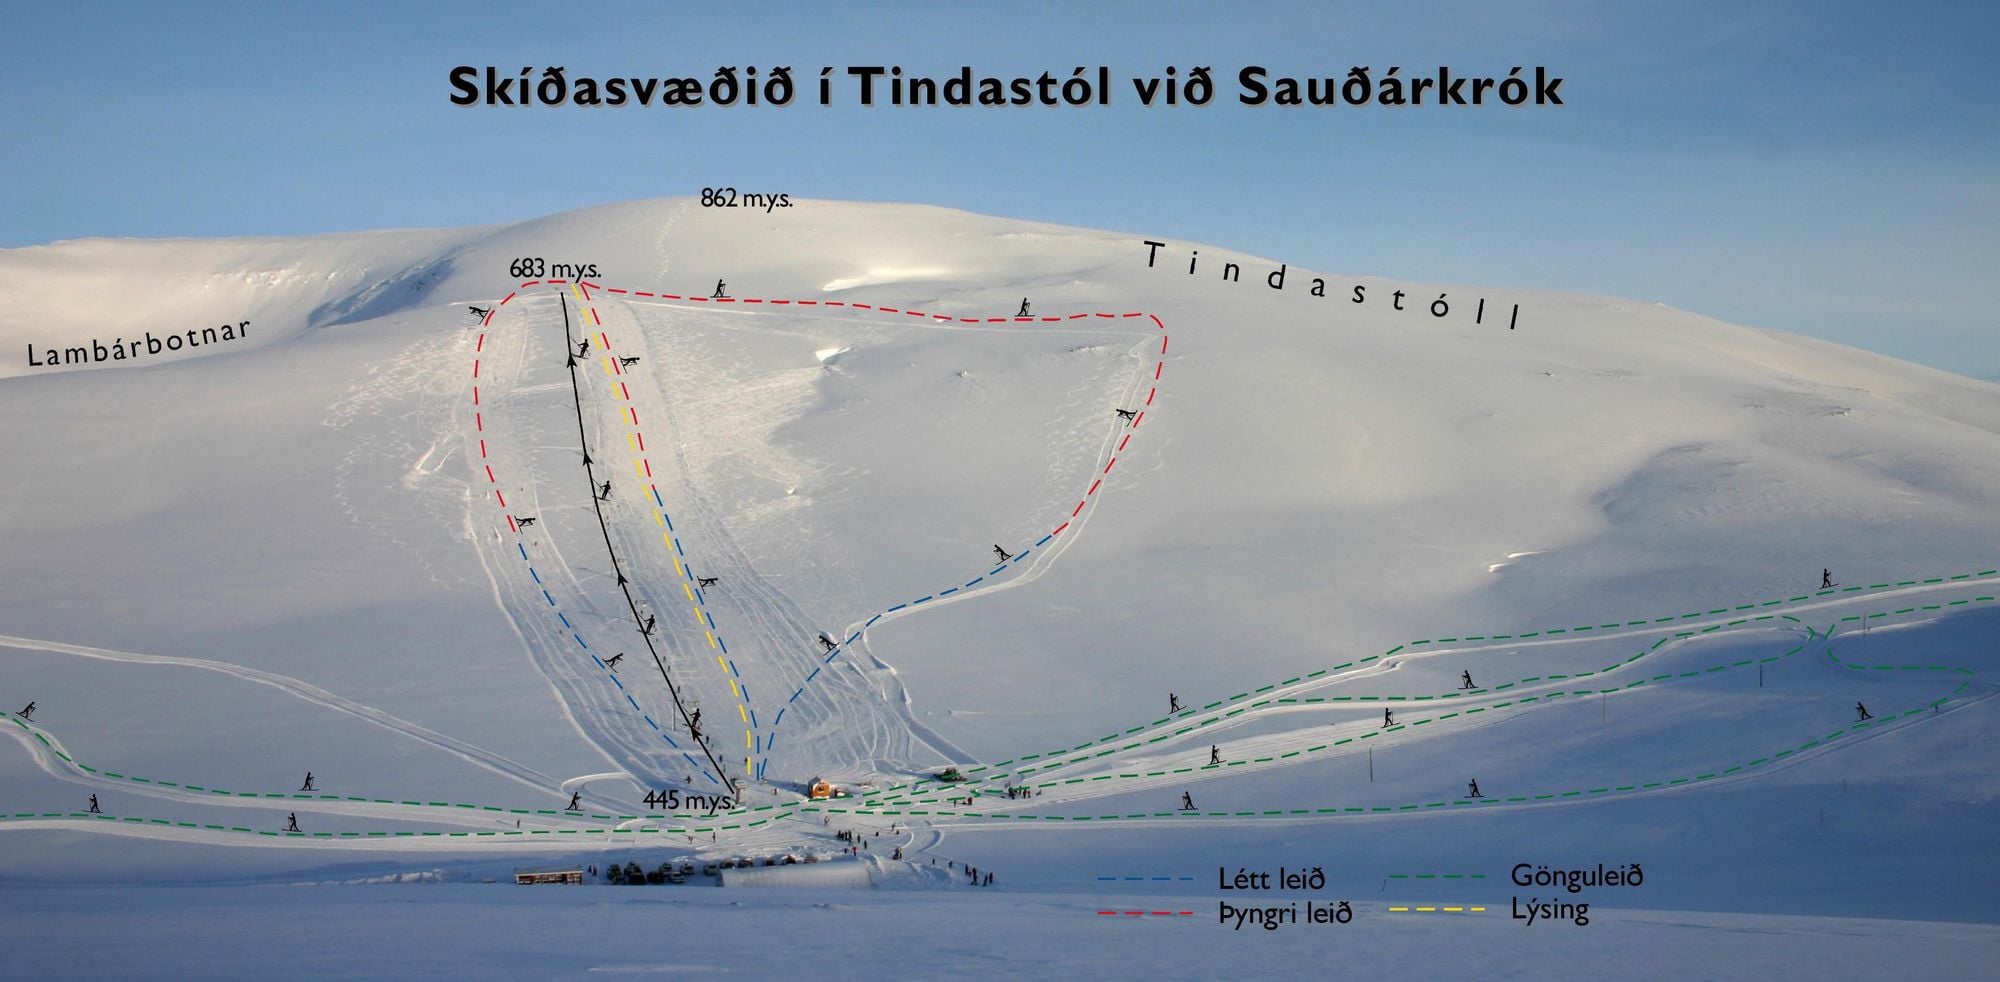 Skíðasvæðið í Tindastól við Sauðárkrók
862 m.y.s.
Tindastóll
683 m.y.s.
Lambárbotnar
445 m.y.s.
Létt leið
Gönguleið
Þyngri leið
Lýsing